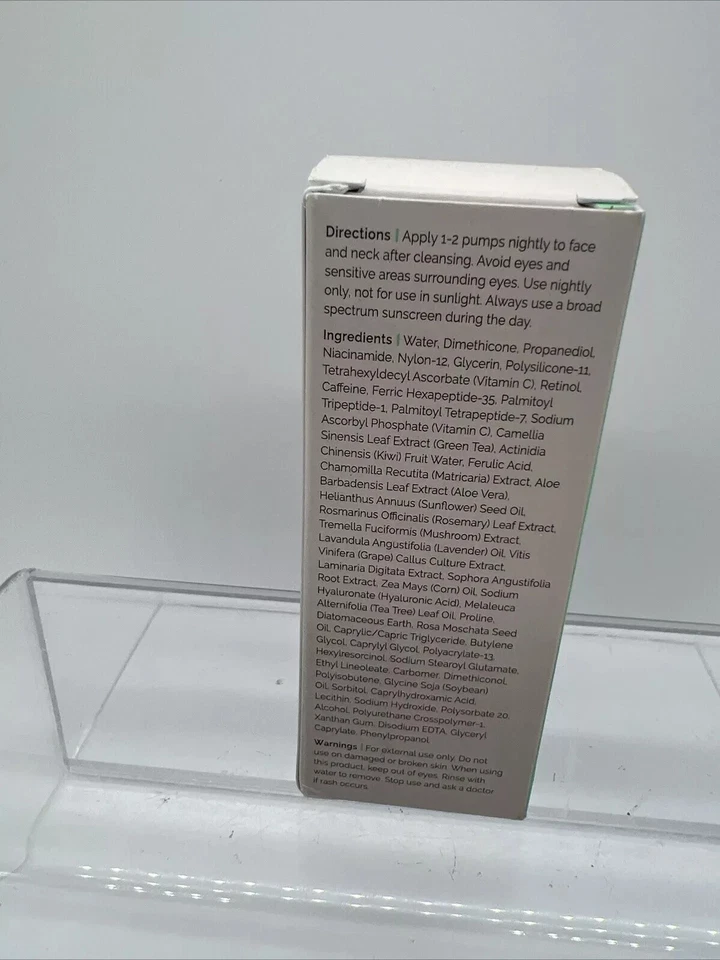 Directions | Apply 1-2 pumps nightly to face
and neck after cleansing. Avoid eyes and
sensitive areas surrounding eyes. Use nightly
only, not for use in sunlight. Always use a broad
spectrum sunscreen during the day.
Ingredients | Water, Dimethicone, Propanediol,
Niacinamide, Nylon-12, Glycerin, Polysilicone-11,
Tetrahexyldecyl Ascorbate (Vitamin C), Retinol,
Caffeine, Ferric Hexapeptide-35, Palmitoyl
Tripeptide-1, Palmitoyl Tetrapeptide-7, Sodium
Ascorbyl Phosphate (Vitamin C), Camellia
Sinensis Leaf Extract (Green Tea), Actinidia
Chinensis (Kiwi) Fruit Water, Ferulic Acid,
Chamomilla Recutita (Matricaria) Extract, Aloe
Barbadensis Leaf Extract (Aloe Vera),
Helianthus Annuus (Sunflower) Seed Oil,
Rosmarinus Officinalis (Rosemary) Leaf Extract,
Tremella Fuciformis (Mushroom) Extract,
Lavandula Angustifolia (Lavender) Oil, Vitis
Vinifera (Grape) Callus Culture Extract,
Laminaria Digitata Extract, Sophora Angustifolia
Root Extract, Zea Mays (Corn) Oil, Sodium
Hyaluronate (Hyaluronic Acid), Melaleuca
Alternifolia (Tea Tree) Leaf Oil, Proline,
Diatomaceous Earth, Rosa Moschata Seed
Oil, Caprylic/Capric Triglyceride, Butylene
Glycol, Caprylyl Glycol, Polyacrylate-13,
Hexylresorcinol, Sodium Stearoyl Glutamate,
Ethyl Linoleate, Carbomer, Dimethiconol,
Polyisobutene, Glycine Soja (Soybean)
Oil, Sorbitol, Caprylhydroxamic Acid,
Lecithin, Sodium Hydroxide, Polysorbate 20,
Alcohol, Polyurethane Crosspolymer-1,
Xanthan Gum, Disodium EDTA, Glyceryl
Caprylate, Phenylpropanol.
Warnings | For external use only. Do not
use on damaged or broken skin. When using
this product, keep out of eyes. Rinse with
water to remove. Stop use and ask a doctor
if rash occurs.